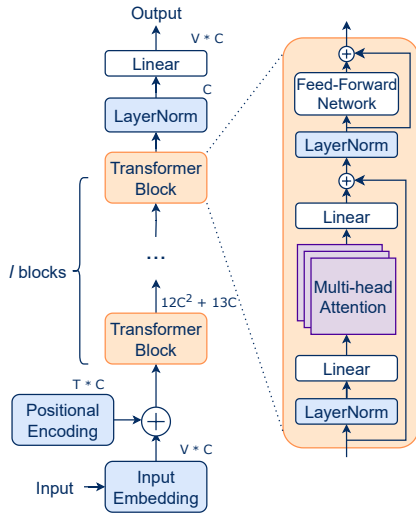 Output
V * C
Linear
C
LayerNorm
Transformer
Block
...
l blocks
12C² + 13C
Transformer
Block
T * C
Positional
Encoding
+
V * C
Input
Input
Embedding
+
Feed-Forward
Network
LayerNorm
+
Linear
Multi-head
Attention
Linear
LayerNorm